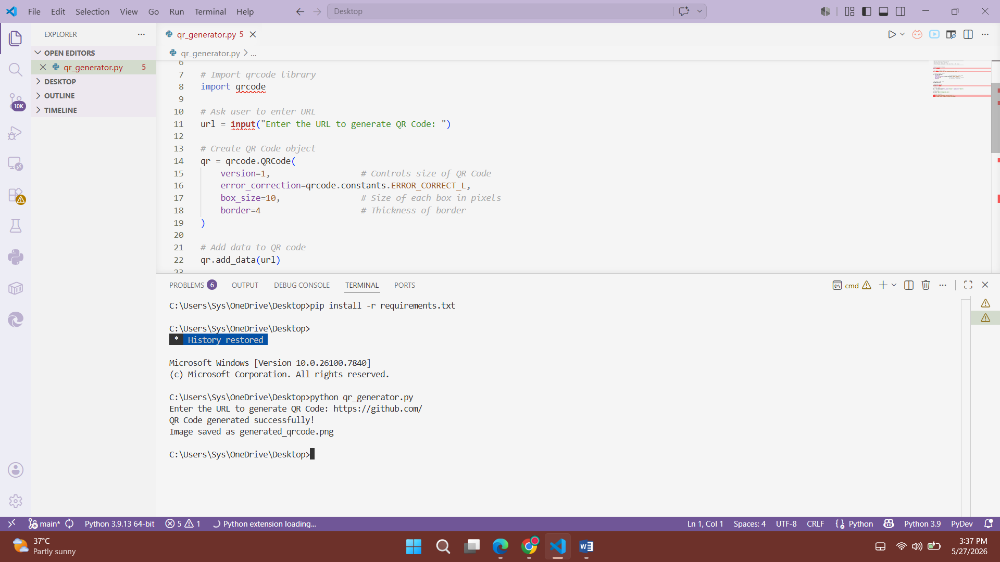 File Edit Selection View Go Run Terminal Help
Desktop
EXPLORER
OPEN EDITORS
qr_generator.py 5
DESKTOP
OUTLINE
TIMELINE
10K
qr_generator.py 5
qr_generator.py > ...
6
7 # Import qrcode library
8 import qrcode
9
10 # Ask user to enter URL
11 url = input("Enter the URL to generate QR Code: ")
12
13 # Create QR Code object
14 qr = qrcode.QRCode(
15 version=1, # Controls size of QR Code
16 error_correction=qrcode.constants.ERROR_CORRECT_L,
17 box_size=10, # Size of each box in pixels
18 border=4 # Thickness of border
19 )
20
21 # Add data to QR code
22 qr.add_data(url)
23
PROBLEMS 6 OUTPUT DEBUG CONSOLE TERMINAL PORTS
cmd
C:\Users\Sys\OneDrive\Desktop>pip install -r requirements.txt
C:\Users\Sys\OneDrive\Desktop>
* History restored
Microsoft Windows [Version 10.0.26100.7840]
(c) Microsoft Corporation. All rights reserved.
C:\Users\Sys\OneDrive\Desktop>python qr_generator.py
Enter the URL to generate QR Code: https://github.com/
QR Code generated successfully!
Image saved as generated_qrcode.png
C:\Users\Sys\OneDrive\Desktop>
main* Python 3.9.13 64-bit 5 1 Python extension loading...
Ln 1, Col 1 Spaces: 4 UTF-8 CRLF Python Python 3.9 PyDev
37°C
Partly sunny
3:37 PM
5/27/2026